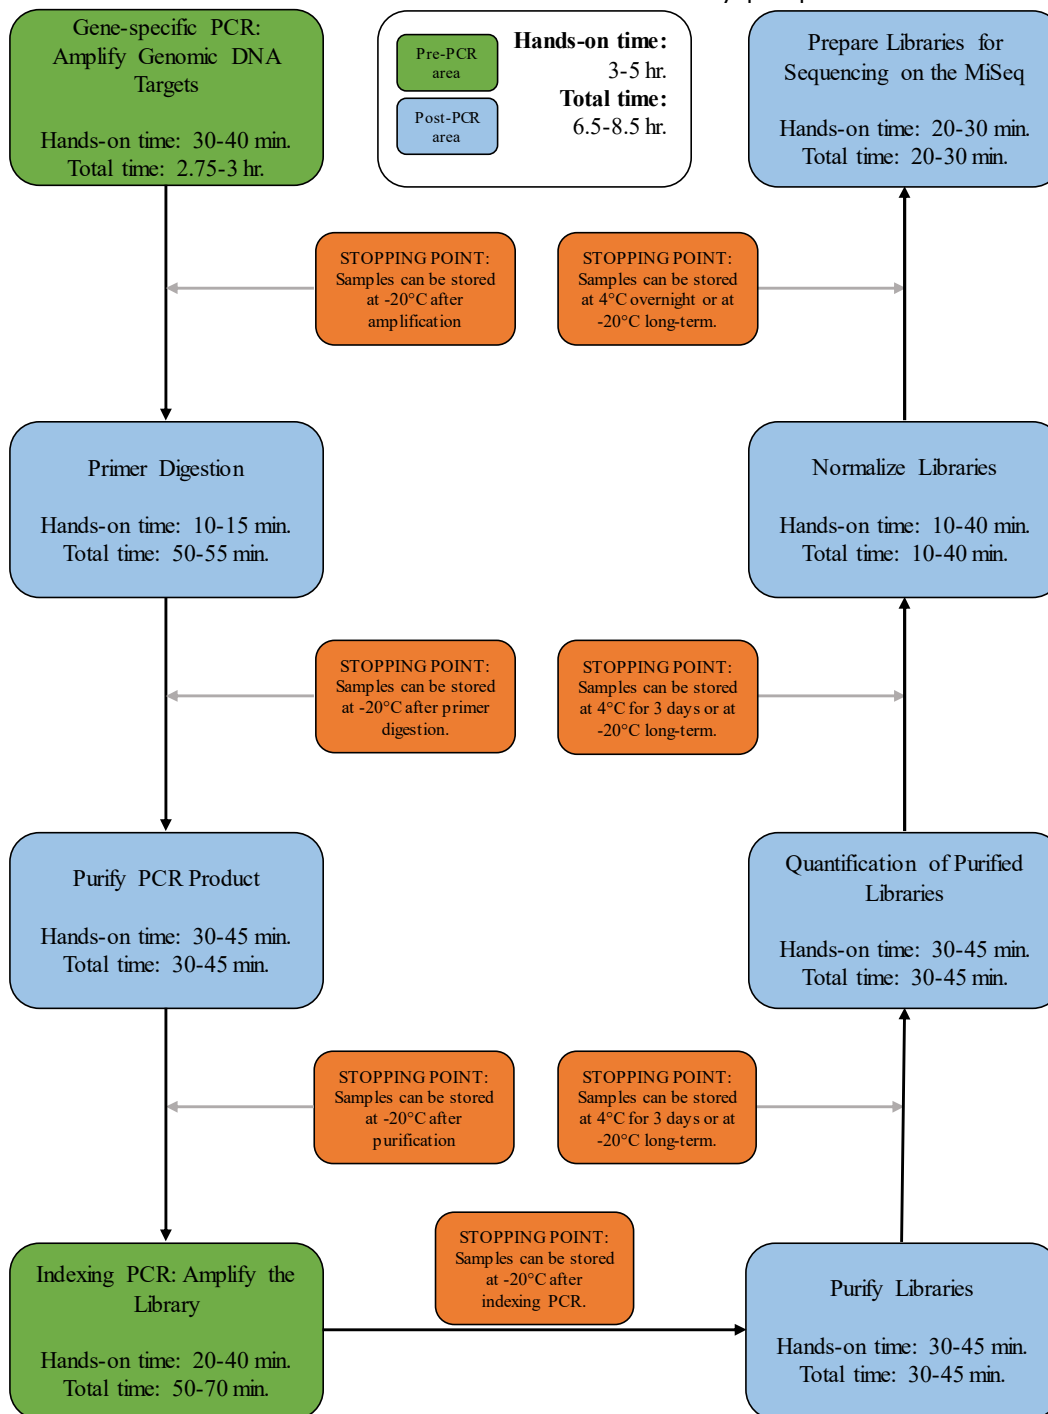 Gene-specific PCR:
Amplify Genomic DNA
Targets
Hands-on time: 30-40 min.
Total time: 2.75-3 hr.
Pre-PCR
area
Post-PCR
area
Hands-on time:
3-5 hr.
Total time:
6.5-8.5 hr.
Prepare Libraries for
Sequencing on the MiSeq
Hands-on time: 20-30 min.
Total time: 20-30 min.
STOPPING POINT:
Samples can be stored
at -20°C after
amplification
STOPPING POINT:
Samples can be stored
at 4°C overnight or at
-20°C long-term.
Primer Digestion
Hands-on time: 10-15 min.
Total time: 50-55 min.
Normalize Libraries
Hands-on time: 10-40 min.
Total time: 10-40 min.
STOPPING POINT:
Samples can be stored
at -20°C after primer
digestion.
STOPPING POINT:
Samples can be stored
at 4°C for 3 days or at
-20°C long-term.
Purify PCR Product
Hands-on time: 30-45 min.
Total time: 30-45 min.
Quantification of Purified
Libraries
Hands-on time: 30-45 min.
Total time: 30-45 min.
STOPPING POINT:
Samples can be stored
at -20°C after
purification
STOPPING POINT:
Samples can be stored
at 4°C for 3 days or at
-20°C long-term.
Indexing PCR: Amplify the
Library
Hands-on time: 20-40 min.
Total time: 50-70 min.
STOPPING POINT:
Samples can be stored
at -20°C after
indexing PCR.
Purify Libraries
Hands-on time: 30-45 min.
Total time: 30-45 min.